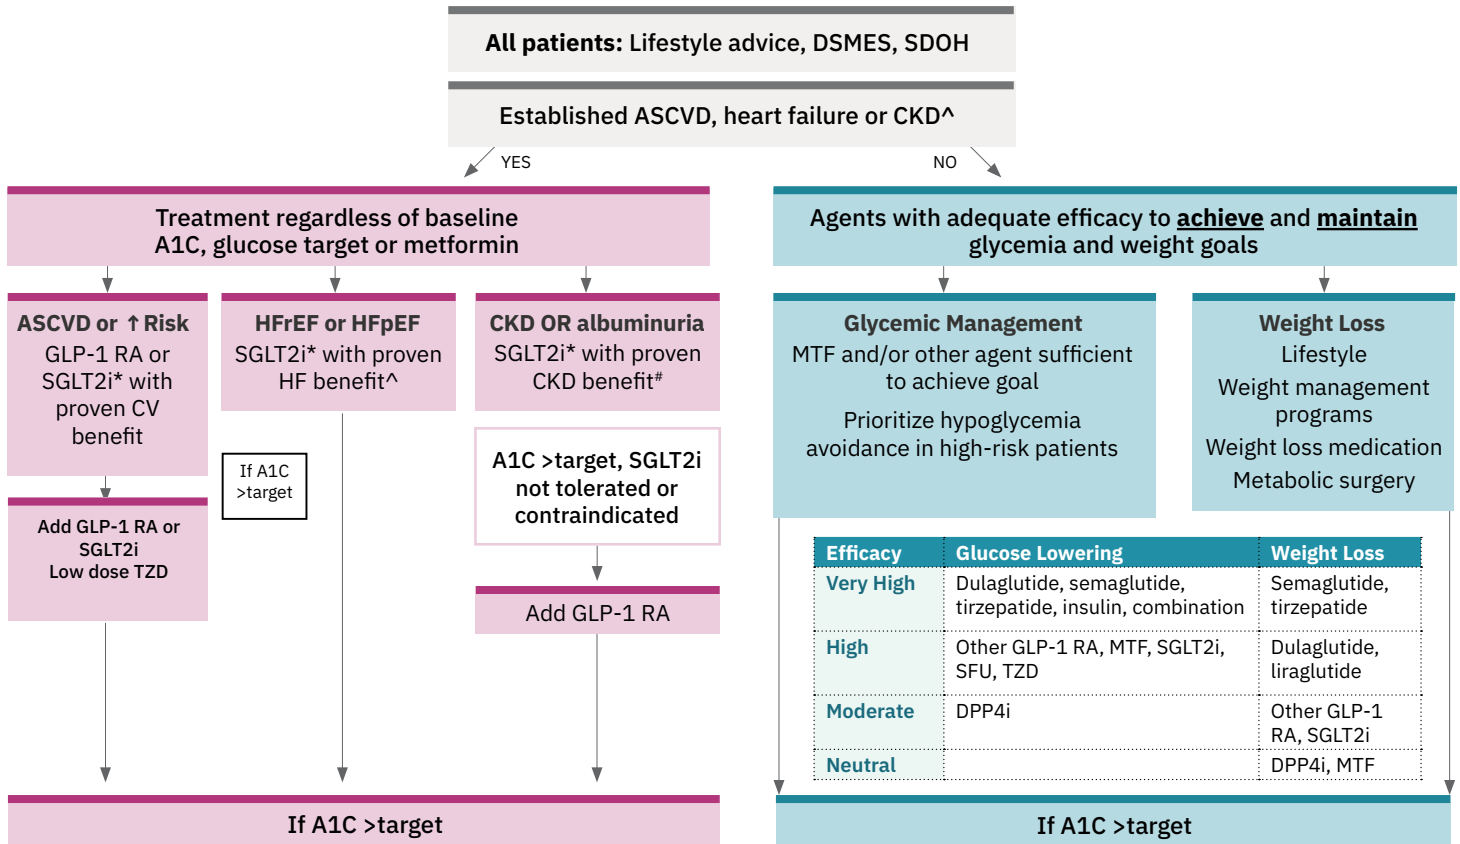 All patients: Lifestyle advice, DSMES, SDOH
Established ASCVD, heart failure or CKD^
YES
NO
Treatment regardless of baseline
A1C, glucose target or metformin
ASCVD or ↑ Risk
GLP-1 RA or
SGLT2i* with
proven CV
benefit
Add GLP-1 RA or
SGLT2i
Low dose TZD
HFrEF or HFpEF
SGLT2i* with proven
HF benefit^
If A1C
>target
CKD OR albuminuria
SGLT2i* with proven
CKD benefit#
A1C >target, SGLT2i
not tolerated or
contraindicated
Add GLP-1 RA
If A1C >target
Agents with adequate efficacy to achieve and maintain
glycemia and weight goals
Glycemic Management
MTF and/or other agent sufficient
to achieve goal
Prioritize hypoglycemia
avoidance in high-risk patients
Weight Loss
Lifestyle
Weight management
programs
Weight loss medication
Metabolic surgery
Efficacy Glucose Lowering Weight Loss
Very High Dulaglutide, semaglutide, Semaglutide,
tirzepatide, insulin, combination tirzepatide
High Other GLP-1 RA, MTF, SGLT2i, Dulaglutide,
SFU, TZD liraglutide
Moderate DPP4i Other GLP-1
RA, SGLT2i
Neutral DPP4i, MTF
If A1C >target